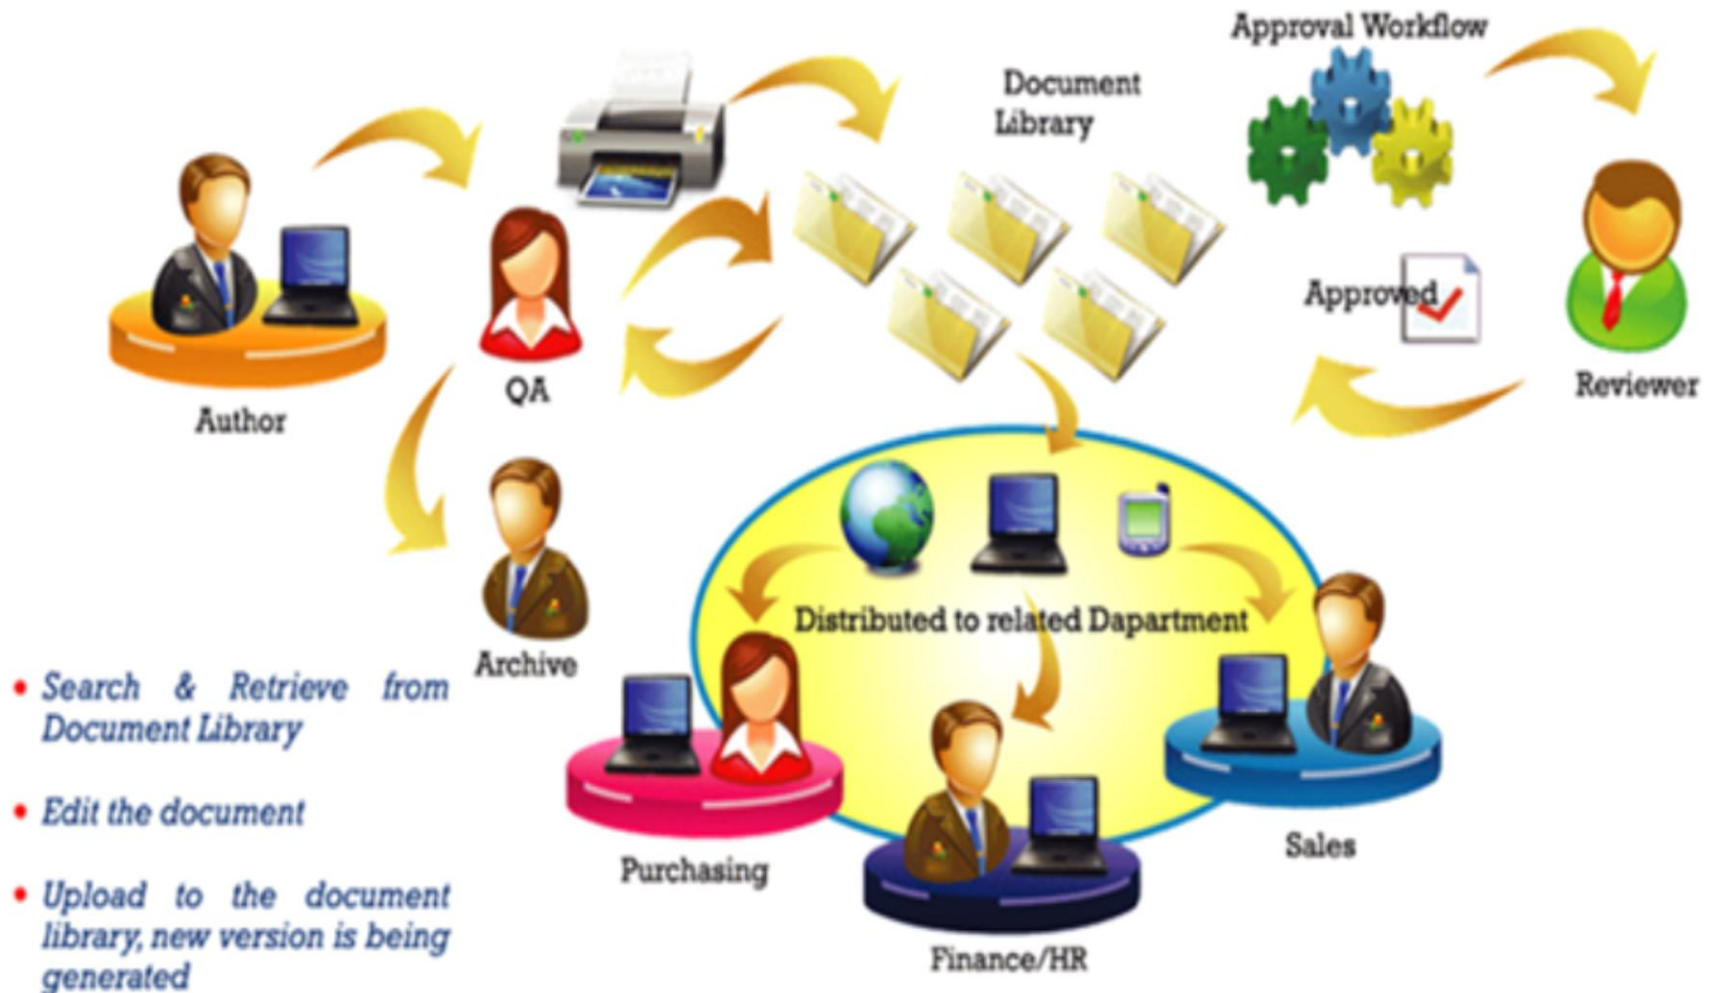 Approval Workflow
Document
Library
Approved
Reviewer
QA
Author
Archive
Distributed to related Dapartment
Purchasing
Sales
Finance/HR
• Search & Retrieve from
Document Library
• Edit the document
• Upload to the document
library, new version is being
generated